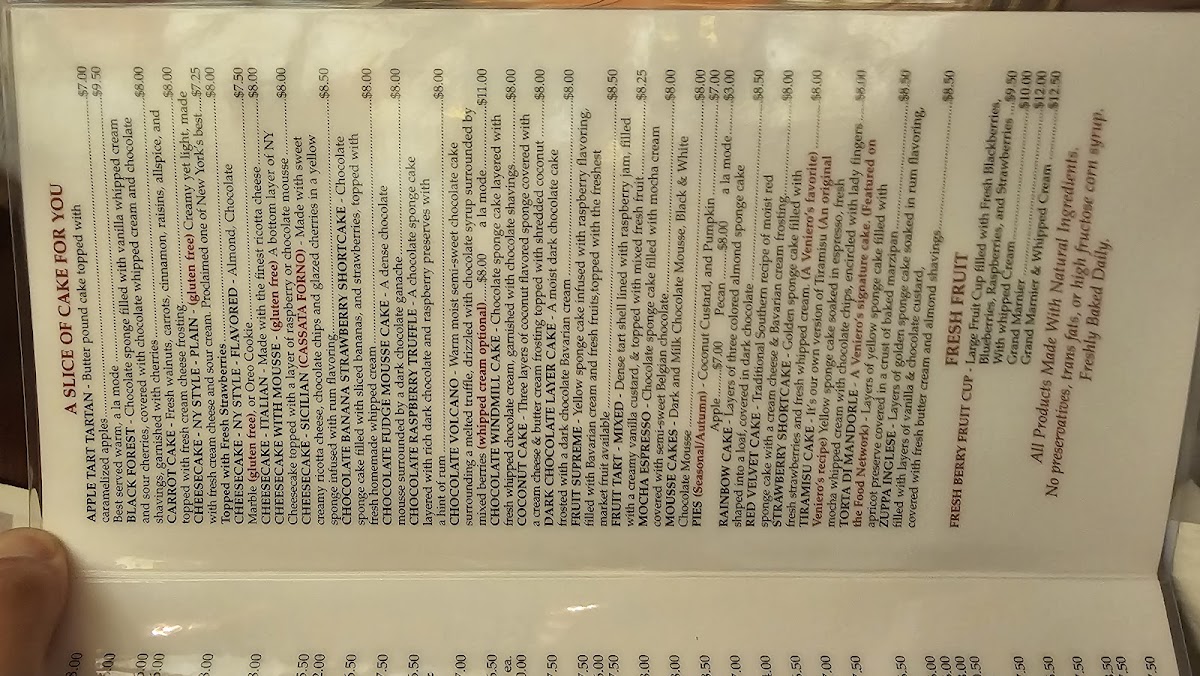 A SLICE OF CAKE FOR YOU
APPLE TART TARTAN - Butter pound cake topped with
caramelized apples $7.00
Best served warm, a la mode $9.50
BLACK FOREST - Chocolate sponge filled with vanilla whipped cream
and sour cherries, covered with chocolate whipped cream and chocolate
shavings, garnished with cherries $8.00
CARROT CAKE - Fresh walnuts, carrots, cinnamon, raisins, allspice, and
topped with fresh cream cheese frosting $8.00
CHEESECAKE - NY STYLE - PLAIN - (gluten free) Creamy yet light, made
with fresh cream cheese and sour cream. Proclaimed one of New York's best $7.25
Topped with Fresh Strawberries $8.00
CHEESECAKE - NY STYLE - FLAVORED - Almond, Chocolate
Marble (gluten free), or Oreo Cookie $7.50
CHEESECAKE - ITALIAN - Made with the finest ricotta cheese $8.00
CHEESECAKE WITH MOUSSE - (gluten free) A bottom layer of NY
Cheesecake topped with a layer of raspberry or chocolate mousse $8.00
CHEESECAKE - SICILIAN (CASSATA FORNO) - Made with sweet
creamy ricotta cheese, chocolate chips and glazed cherries in a yellow
sponge infused with rum flavoring $8.50
CHOCOLATE BANANA STRAWBERRY SHORTCAKE - Chocolate
sponge cake filled with sliced bananas, and strawberries, topped with
fresh homemade whipped cream $8.00
CHOCOLATE FUDGE MOUSSE CAKE - A dense chocolate
mousse surrounded by a dark chocolate ganache $8.00
CHOCOLATE RASPBERRY TRUFFLE - A chocolate sponge cake
layered with rich dark chocolate and raspberry preserves with
a hint of rum $8.00
CHOCOLATE VOLCANO - Warm moist semi-sweet chocolate cake
surrounding a melted truffle, drizzled with chocolate syrup surrounded by
mixed berries (whipped cream optional) $8.00 a la mode $11.00
CHOCOLATE WINDMILL CAKE - Chocolate sponge cake layered with
fresh whipped chocolate cream, garnished with chocolate shavings $8.00
COCONUT CAKE - Three layers of coconut flavored sponge covered with
a cream cheese & butter cream frosting topped with shredded coconut $8.00
DARK CHOCOLATE LAYER CAKE - A moist dark chocolate cake
frosted with a dark chocolate Bavarian cream $8.00
FRUIT SUPREME - Yellow sponge cake infused with raspberry flavoring,
filled with Bavarian cream and fresh fruits, topped with the freshest
market fruit available $8.50
FRUIT TART - MIXED - Dense tart shell lined with raspberry jam, filled
with a creamy vanilla custard, & topped with mixed fresh fruit $8.25
MOCHA ESPRESSO - Chocolate sponge cake filled with mocha cream
covered with semi-sweet Belgian chocolate $8.00
MOUSSE CAKES - Dark and Milk Chocolate Mousse, Black & White
Chocolate Mousse $8.00
PIES (Seasonal/Autumn) - Coconut Custard, and Pumpkin $7.00
Apple $7.00 Pecan $8.00 a la mode $3.00
RAINBOW CAKE - Layers of three colored almond sponge cake
shaped into a loaf, covered in dark chocolate $8.50
RED VELVET CAKE - Traditional Southern recipe of moist red
sponge cake with a cream cheese & Bavarian cream frosting $8.00
STRAWBERRY SHORTCAKE - Golden sponge cake filled with
fresh strawberries and fresh whipped cream. (A Veniero's favorite) $8.00
TIRAMISU CAKE - It's our own version of Tiramisu (An original
Veniero's recipe) Yellow sponge cake soaked in espresso, fresh
mocha whipped cream with chocolate chips, encircled with lady fingers $8.00
TORTA DI MANDORLE - A Veniero's signature cake. (Featured on
the Food Network) - Layers of yellow sponge cake filled with
apricot preserve covered in a crust of baked marzipan $8.50
ZUPPA INGLESE - Layers of golden sponge cake soaked in rum flavoring,
filled with layers of vanilla & chocolate custard,
covered with fresh butter cream and almond shavings $8.50
FRESH FRUIT
FRESH BERRY FRUIT CUP - Large Fruit Cup filled with Fresh Blackberries,
Blueberries, Raspberries, and Strawberries $9.50
With whipped Cream $10.00
Grand Marnier $12.00
Grand Marnier & Whipped Cream $12.50
All Products Made With Natural Ingredients,
No preservatives, trans fats, or high fructose corn syrup.
Freshly Baked Daily.